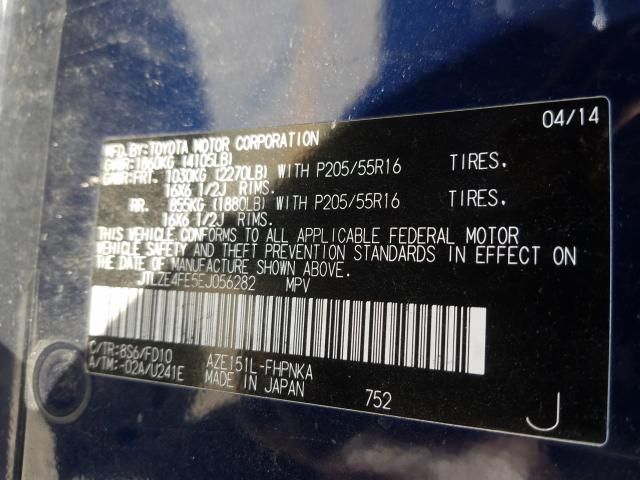 04/14
MFD.BY:TOYOTA MOTOR CORPORATION
GWR:1860KG (4105LB)
GAWR:FRT. 1030KG (2270LB) WITH P205/55R16 TIRES.
16X6 1/2J RIMS.
RR. 855KG (1880LB) WITH P205/55R16 TIRES.
16X6 1/2J RIMS.
THIS VEHICLE CONFORMS TO ALL APPLICABLE FEDERAL MOTOR
VEHICLE SAFETY AND THEFT PREVENTION STANDARDS IN EFFECT ON
THE DATE OF MANUFACTURE SHOWN ABOVE.
JTLZE4FE5EJ056282 MPV
C/TR:8S6/FD10 AZE151L-FHPNKA
A/TM:-02A/U241E MADE IN JAPAN
752
J